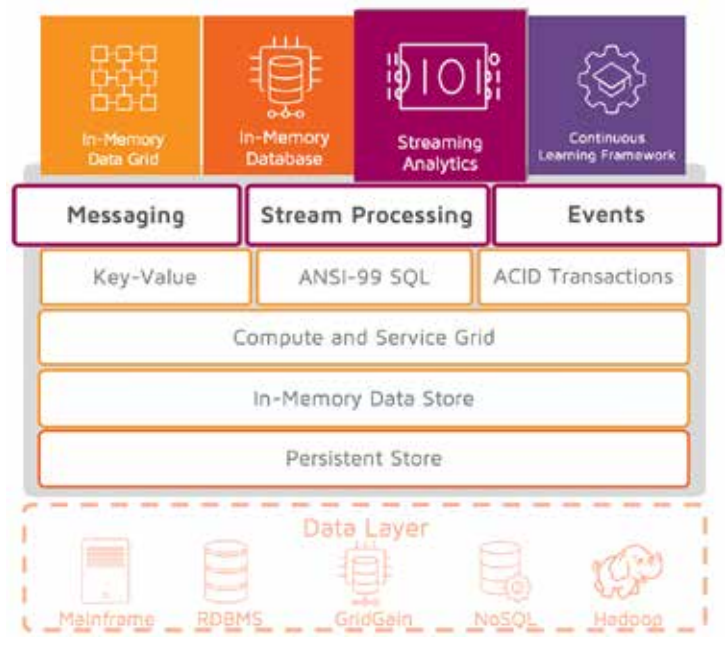 In-Memory
Data Grid
In-Memory
Database
Streaming
Analytics
Continuous
Learning Framework
Messaging
Stream Processing
Events
Key-Value
ANSI-99 SQL
ACID Transactions
Compute and Service Grid
In-Memory Data Store
Persistent Store
Data Layer
Mainframe
RDBMS
GridGain
NoSQL
Hadoop